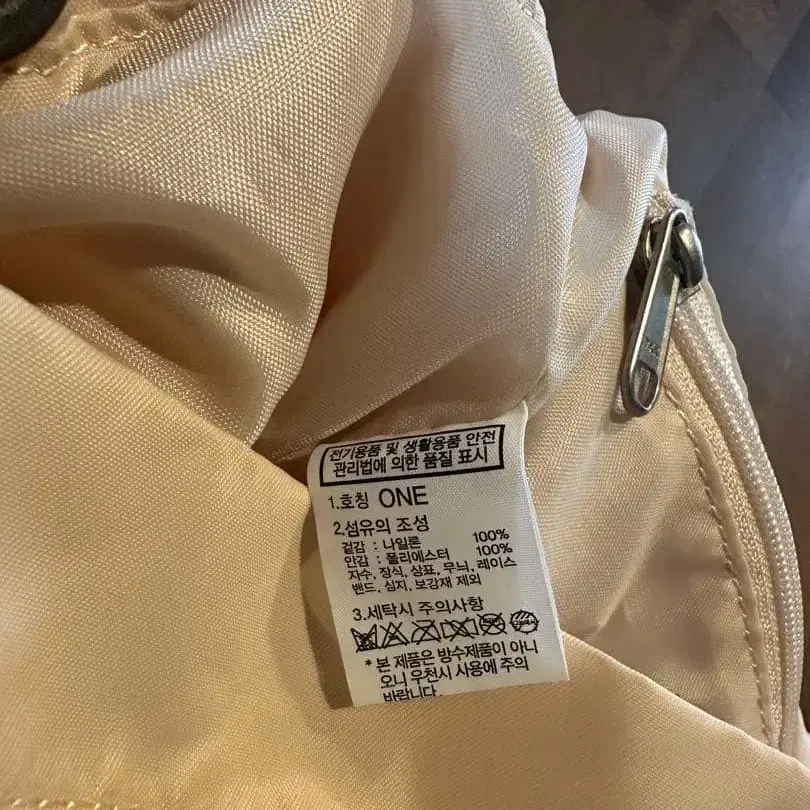 전기용품 및 생활용품 안전
관리법에 의한 품질 표시
1.호칭 ONE
2.섬유의 조성
겉감 : 나일론 100%
안감 : 폴리에스터 100%
자수, 장식, 상표, 무늬, 레이스
밴드, 심지, 보강재 제외
3.세탁시 주의사항
* 본 제품은 방수제품이 아니
오니 우천시 사용에 주의
바랍니다.